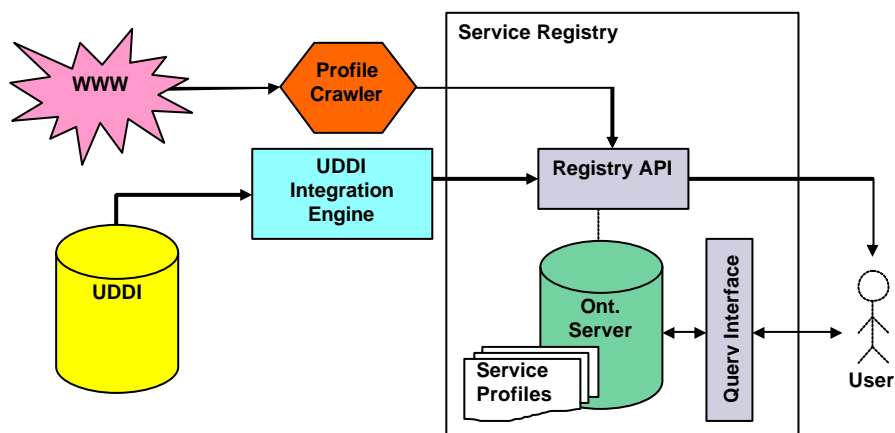 Service Registry
WWW
Profile
Crawler
UDDI
Integration
Engine
Registry API
UDDI
Ont.
Server
Query Interface
Service
Profiles
User